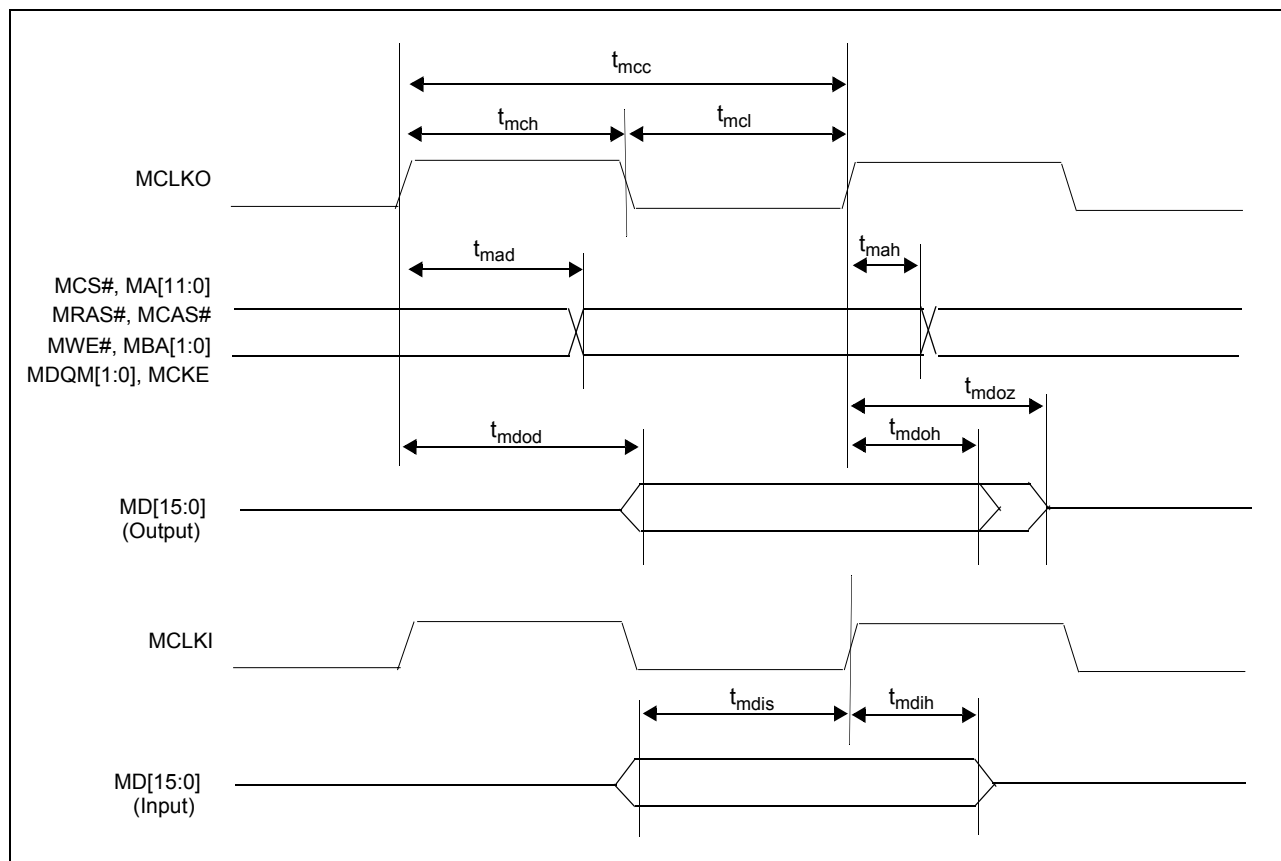 tmcc
tmch
tmcl
MCLKO
tmad
tmah
MCS#, MA[11:0]
MRAS#, MCAS#
MWE#, MBA[1:0]
MDQM[1:0], MCKE
tmdoz
tmdod
tmdoh
MD[15:0]
(Output)
MCLKI
tmdis
tmdih
MD[15:0]
(Input)